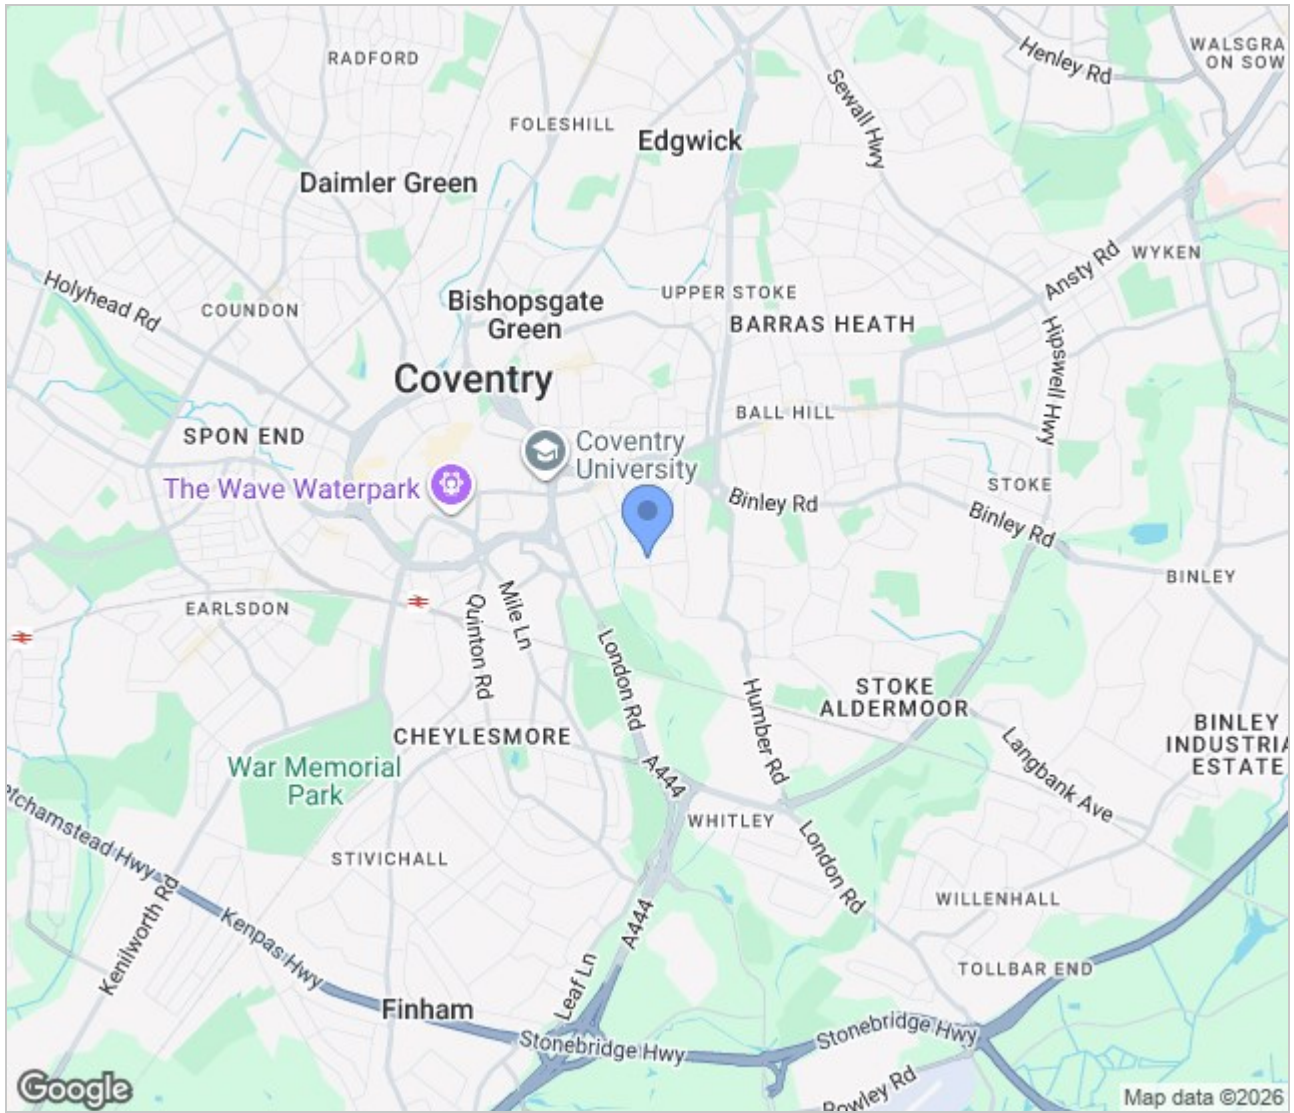 RADFORD
Henley Rd
WALSGRA
ON SOW
FOLESHILL
Edgwick
Sewall Hwy
Daimler Green
Holyhead Rd
COUNDON
Bishopsgate
Green
UPPER STOKE
BARRAS HEATH
Ansty Rd
WYKEN
Hipswell Hwy
Coventry
BALL HILL
SPON END
Coventry
University
The Wave Waterpark
Binley Rd
STOKE
Binley Rd
BINLEY
EARLSDON
Mile Ln
Quinton Rd
London Rd
Humber Rd
STOKE
ALDERMOOR
CHEYLESMORE
A444
Langbank Ave
BINLEY
INDUSTRIA
ESTATE
War Memorial
Park
etchamstead Hwy
WHITLEY
London Rd
STIVICHALL
WILLENHALL
Kenilworth Rd
Kenpas Hwy
A444
Leaf Ln
TOLLBAR END
Finham
Stonebridge Hwy
Stonebridge Hwy
Rowley Rd
Google
Map data ©2026